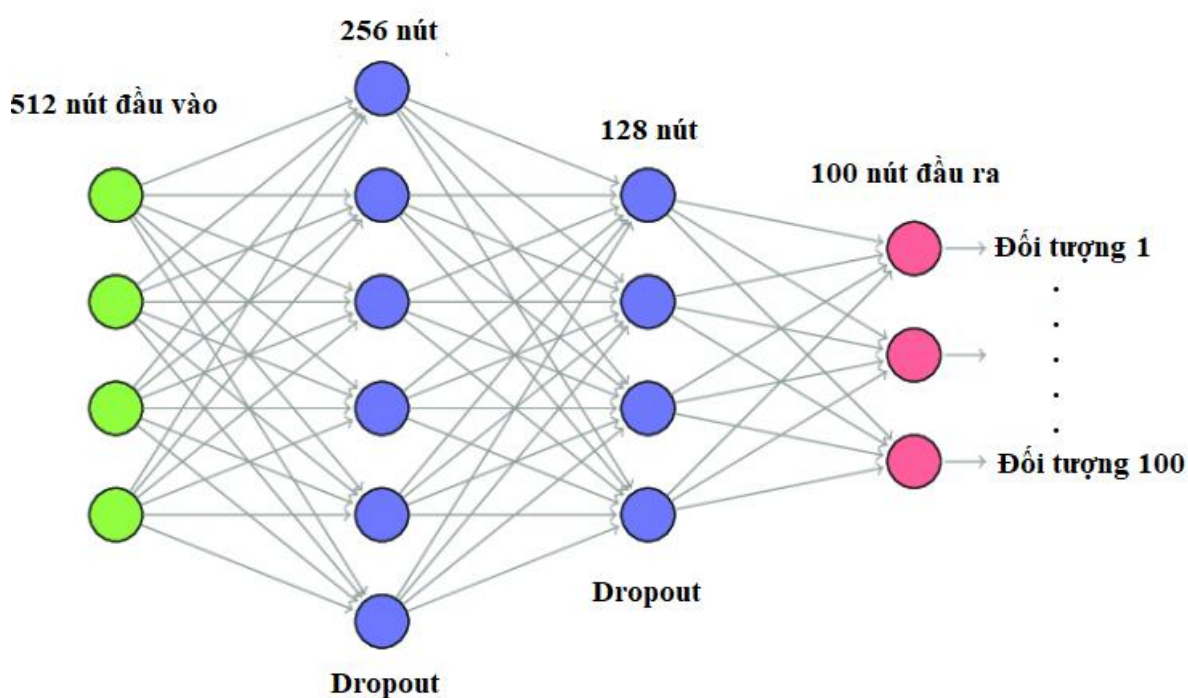 256 nút
512 nút đầu vào
128 nút
100 nút đầu ra
Đối tượng 1
Đối tượng 100
Dropout
Dropout